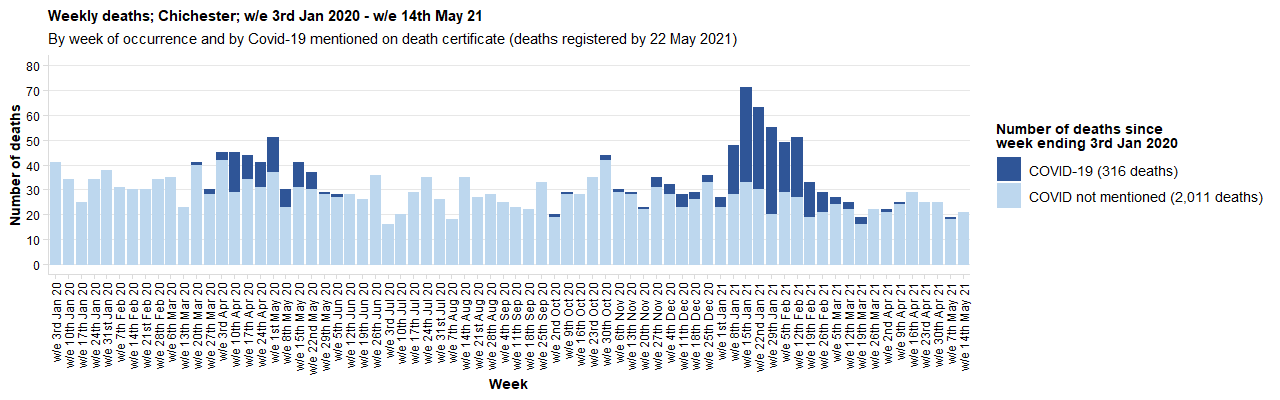 Weekly deaths; Chichester; w/e 3rd Jan 2020 - w/e 14th May 21
By week of occurrence and by Covid-19 mentioned on death certificate (deaths registered by 22 May 2021)
Number of deaths
80
70
60
50
40
30
20
10
0
w/e 3rd Jan 20
w/e 10th Jan 20
w/e 17th Jan 20
w/e 24th Jan 20
w/e 31st Jan 20
w/e 7th Feb 20
w/e 14th Feb 20
w/e 21st Feb 20
w/e 28th Feb 20
w/e 6th Mar 20
w/e 13th Mar 20
w/e 20th Mar 20
w/e 27th Mar 20
w/e 3rd Apr 20
w/e 10th Apr 20
w/e 17th Apr 20
w/e 24th Apr 20
w/e 1st May 20
w/e 8th May 20
w/e 15th May 20
w/e 22nd May 20
w/e 29th May 20
w/e 5th Jun 20
w/e 12th Jun 20
w/e 19th Jun 20
w/e 26th Jun 20
w/e 3rd Jul 20
w/e 10th Jul 20
w/e 17th Jul 20
w/e 24th Jul 20
w/e 31st Jul 20
w/e 7th Aug 20
w/e 14th Aug 20
w/e 21st Aug 20
w/e 28th Aug 20
w/e 4th Sep 20
w/e 11th Sep 20
w/e 18th Sep 20
w/e 25th Sep 20
w/e 2nd Oct 20
w/e 9th Oct 20
w/e 16th Oct 20
w/e 23rd Oct 20
w/e 30th Oct 20
w/e 6th Nov 20
w/e 13th Nov 20
w/e 20th Nov 20
w/e 27th Nov 20
w/e 4th Dec 20
w/e 11th Dec 20
w/e 18th Dec 20
w/e 25th Dec 20
w/e 1st Jan 21
w/e 8th Jan 21
w/e 15th Jan 21
w/e 22nd Jan 21
w/e 29th Jan 21
w/e 5th Feb 21
w/e 12th Feb 21
w/e 19th Feb 21
w/e 26th Feb 21
w/e 5th Mar 21
w/e 12th Mar 21
w/e 19th Mar 21
w/e 26th Mar 21
w/e 2nd Apr 21
w/e 9th Apr 21
w/e 16th Apr 21
w/e 23rd Apr 21
w/e 30th Apr 21
w/e 7th May 21
w/e 14th May 21
Week
Number of deaths since
week ending 3rd Jan 2020
COVID-19 (316 deaths)
COVID not mentioned (2,011 deaths)